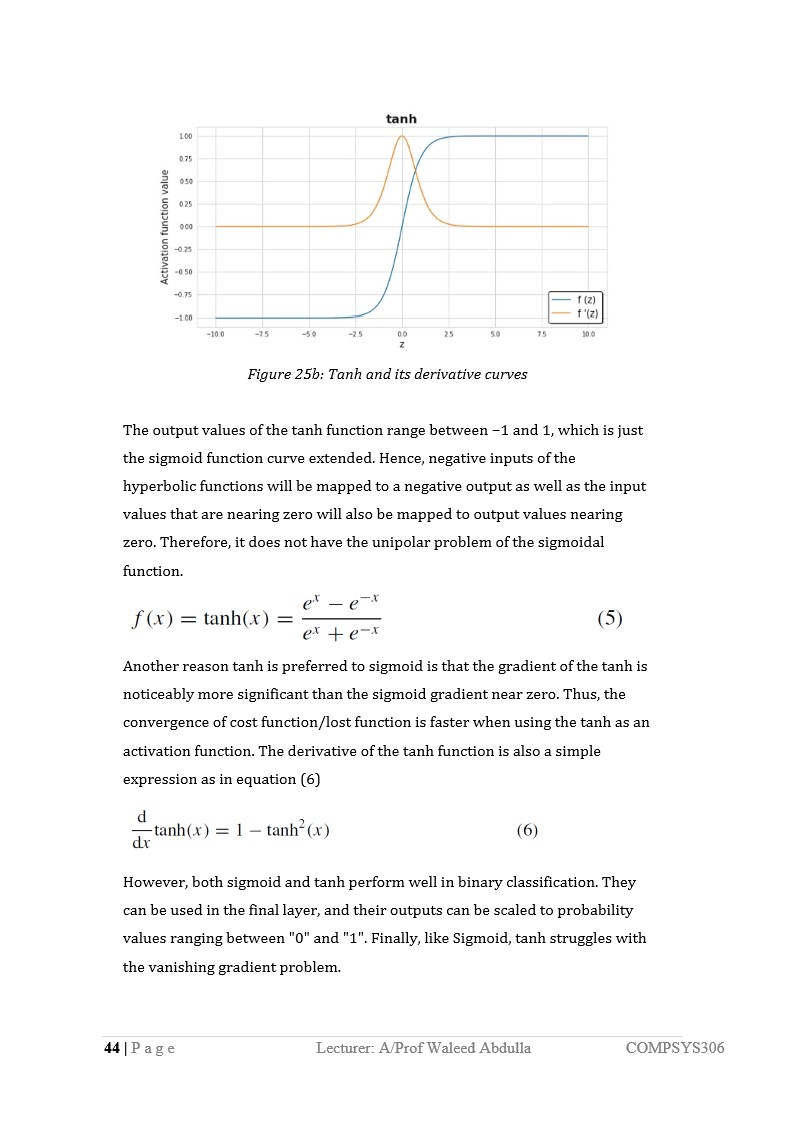 tanh
1.00
0.75
0.50
0.25
0.00
−0.25
−0.50
−0.75
−1.00
Activation function value
f (z)
f '(z)
−10.0 −7.5 −5.0 −2.5 0.0 2.5 5.0 7.5 10.0
z
Figure 25b: Tanh and its derivative curves
The output values of the tanh function range between −1 and 1, which is just
the sigmoid function curve extended. Hence, negative inputs of the
hyperbolic functions will be mapped to a negative output as well as the input
values that are nearing zero will also be mapped to output values nearing
zero. Therefore, it does not have the unipolar problem of the sigmoidal
function.
f(x) = tanh(x) = (e^x − e^−x) / (e^x + e^−x) (5)
Another reason tanh is preferred to sigmoid is that the gradient of the tanh is
noticeably more significant than the sigmoid gradient near zero. Thus, the
convergence of cost function/lost function is faster when using the tanh as an
activation function. The derivative of the tanh function is also a simple
expression as in equation (6)
d/dx tanh(x) = 1 − tanh²(x) (6)
However, both sigmoid and tanh perform well in binary classification. They
can be used in the final layer, and their outputs can be scaled to probability
values ranging between "0" and "1". Finally, like Sigmoid, tanh struggles with
the vanishing gradient problem.
44 | P a g e Lecturer: A/Prof Waleed Abdulla COMPSYS306